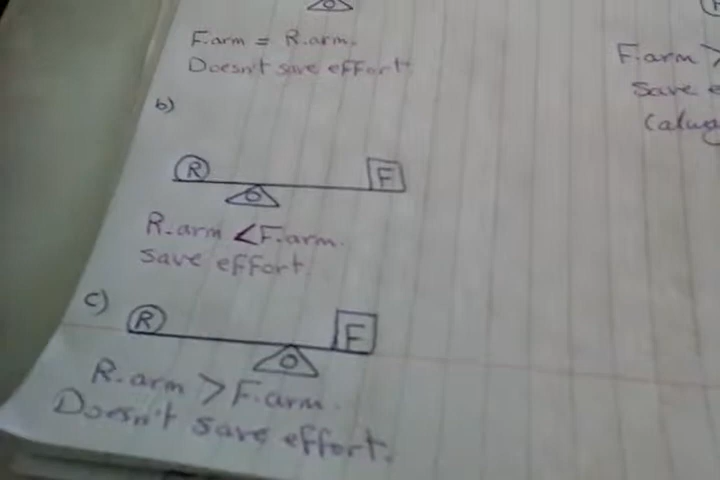 F.arm = R.arm.
Doesn't save effort.
b)
R F
R.arm < F.arm.
save effort.
c)
R F
R.arm > F.arm.
Doesn't save effort.
F.arm >
save